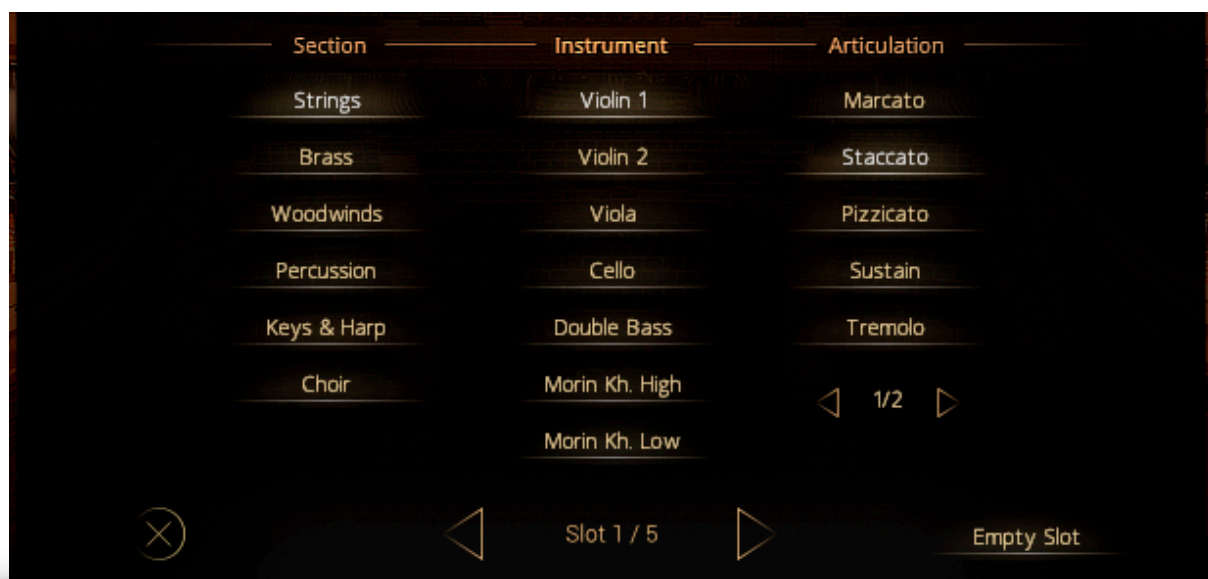 Section Instrument Articulation
Strings Violin 1 Marcato
Brass Violin 2 Staccato
Woodwinds Viola Pizzicato
Percussion Cello Sustain
Keys & Harp Double Bass Tremolo
Choir Morin Kh. High 1/2
Morin Kh. Low
Slot 1 / 5 Empty Slot